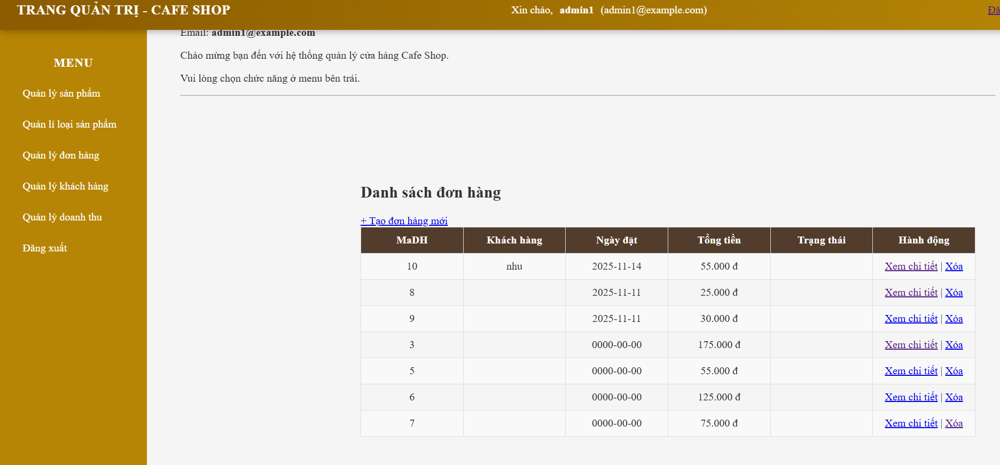 TRANG QUẢN TRỊ - CAFE SHOP
Xin chào, admin1 (admin1@example.com)
Email: admin1@example.com
Chào mừng bạn đến với hệ thống quản lý cửa hàng Cafe Shop.
Vui lòng chọn chức năng ở menu bên trái.
MENU
Quản lý sản phẩm
Quản lí loại sản phẩm
Quản lý đơn hàng
Quản lý khách hàng
Quản lý doanh thu
Đăng xuất
Danh sách đơn hàng
+ Tạo đơn hàng mới
MaDH Khách hàng Ngày đặt Tổng tiền Trạng thái Hành động
10 nhu 2025-11-14 55.000 đ Xem chi tiết | Xóa
8 2025-11-11 25.000 đ Xem chi tiết | Xóa
9 2025-11-11 30.000 đ Xem chi tiết | Xóa
3 0000-00-00 175.000 đ Xem chi tiết | Xóa
5 0000-00-00 55.000 đ Xem chi tiết | Xóa
6 0000-00-00 125.000 đ Xem chi tiết | Xóa
7 0000-00-00 75.000 đ Xem chi tiết | Xóa